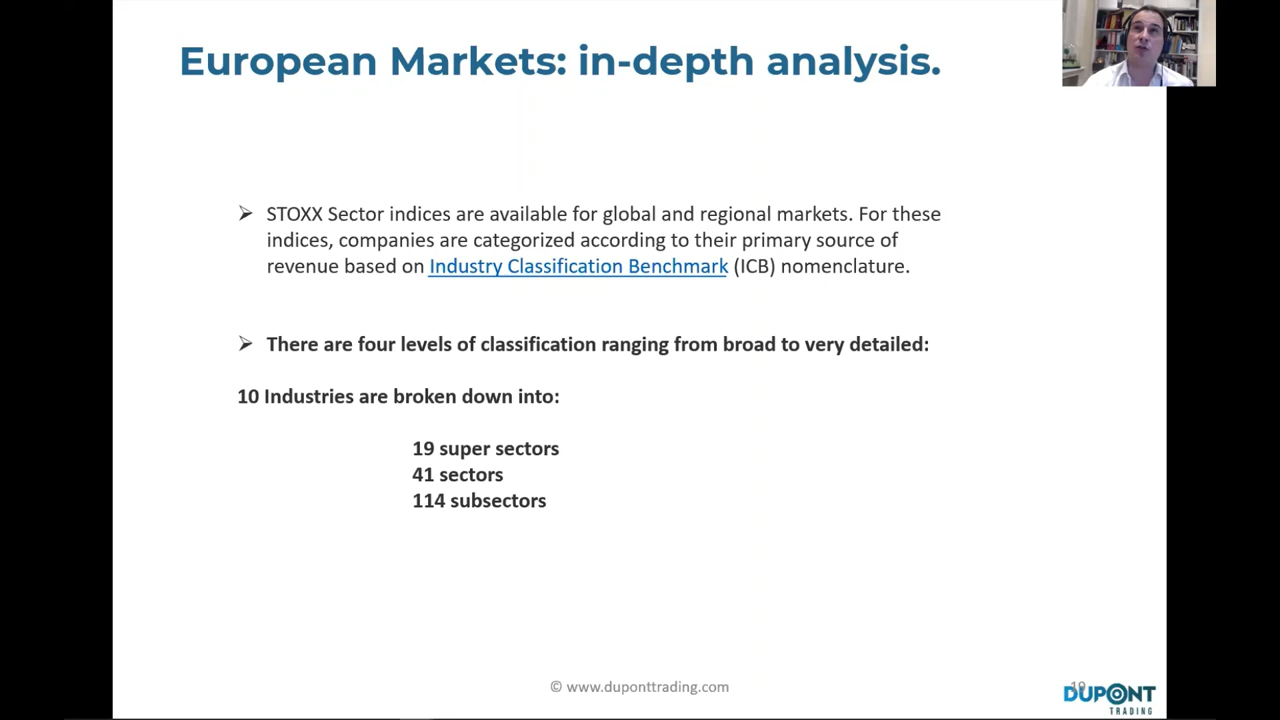 European Markets: in-depth analysis.
➢ STOXX Sector indices are available for global and regional markets. For these
indices, companies are categorized according to their primary source of
revenue based on Industry Classification Benchmark (ICB) nomenclature.
➢ There are four levels of classification ranging from broad to very detailed:
10 Industries are broken down into:
19 super sectors
41 sectors
114 subsectors
© www.duponttrading.com
19
DUPONT
TRADING